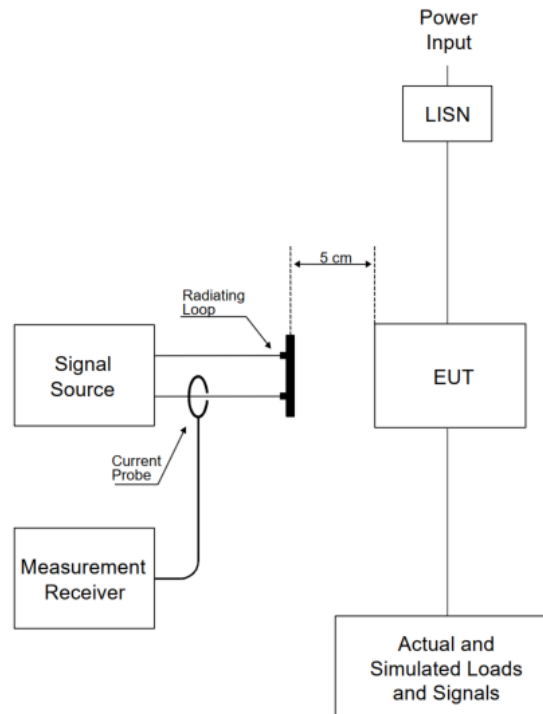 Power
Input
LISN
5 cm
Radiating
Loop
Signal
Source
EUT
Current
Probe
Measurement
Receiver
Actual and
Simulated Loads
and Signals